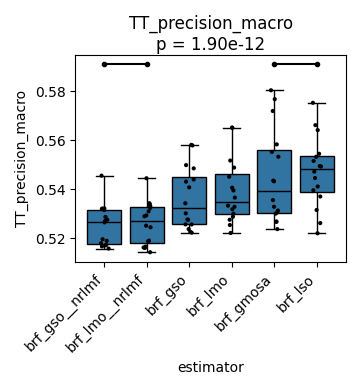 TT_precision_macro
p = 1.90e-12
TT_precision_macro
0.58
0.56
0.54
0.52
brf_gso__nrlmf
brf_lmo__nrlmf
brf_gso
brf_lmo
brf_gmosa
brf_lso
estimator